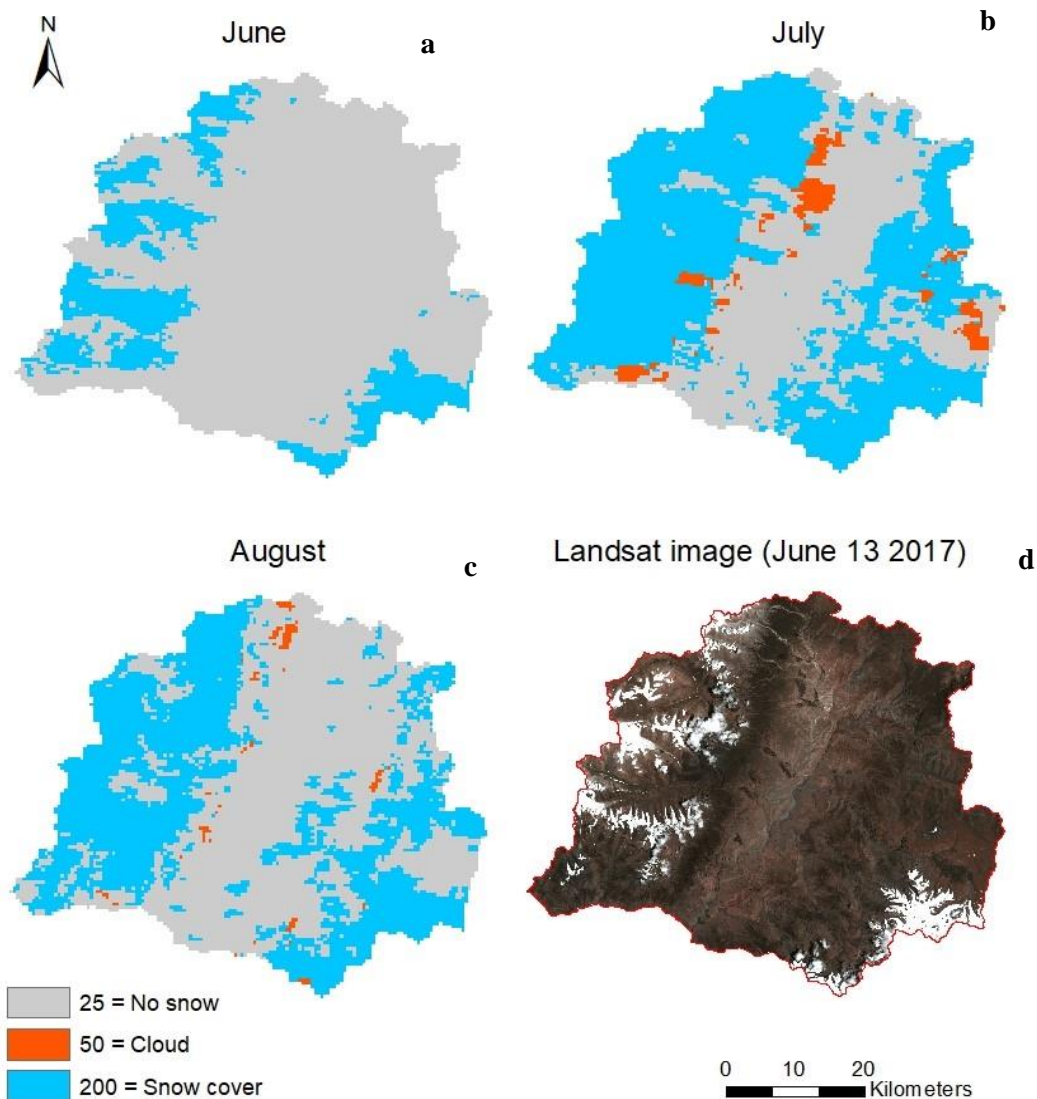 N
June
a
July
b
August
c
Landsat image (June 13 2017)
d
25 = No snow
50 = Cloud
200 = Snow cover
0 10 20
Kilometers